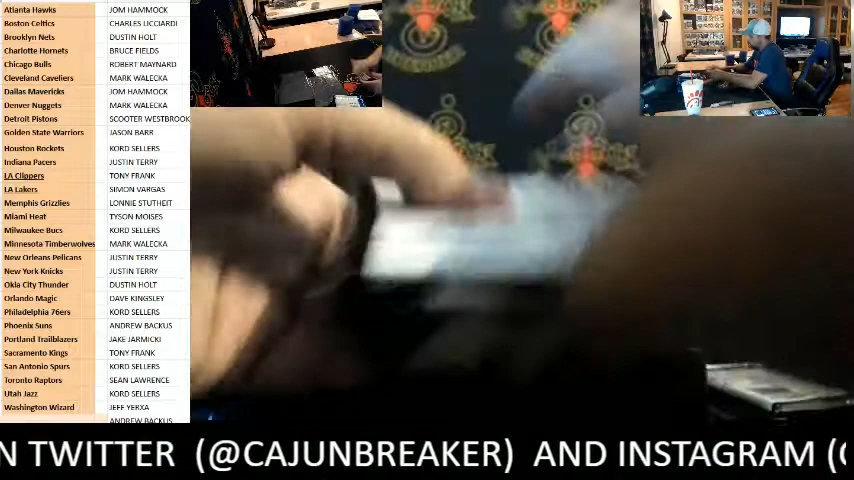 Atlanta Hawks JOM HAMMOCK
Boston Celtics CHARLES LICCIARDI
Brooklyn Nets DUSTIN HOLT
Charlotte Hornets BRUCE FIELDS
Chicago Bulls ROBERT MAYNARD
Cleveland Cavaliers MARK WALECKA
Dallas Mavericks JOM HAMMOCK
Denver Nuggets MARK WALECKA
Detroit Pistons SCOOTER WESTBROOK
Golden State Warriors JASON BARR
Houston Rockets KORD SELLERS
Indiana Pacers JUSTIN TERRY
LA Clippers TONY FRANK
LA Lakers SIMON VARGAS
Memphis Grizzlies LONNIE STUTHEIT
Miami Heat TYSON MOISES
Milwaukee Bucs KORD SELLERS
Minnesota Timberwolves MARK WALECKA
New Orleans Pelicans JUSTIN TERRY
New York Knicks JUSTIN TERRY
Okla City Thunder DUSTIN HOLT
Orlando Magic DAVE KINGSLEY
Philadelphia 76ers KORD SELLERS
Phoenix Suns ANDREW BACKUS
Portland Trailblazers JAKE JARMICKI
Sacramento Kings TONY FRANK
San Antonio Spurs KORD SELLERS
Toronto Raptors SEAN LAWRENCE
Utah Jazz KORD SELLERS
Washington Wizard JEFF YERXA
ANDREW BACKUS
N TWITTER (@CAJUNBREAKER) AND INSTAGRAM (